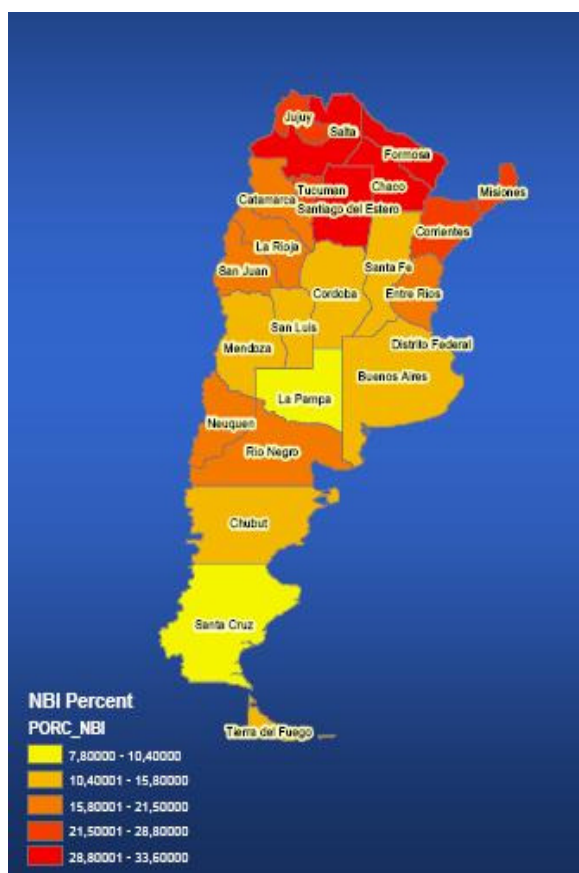 Jujuy
Salta
Formosa
Tucuman
Chaco
Misiones
Catamarca
Santiago del Estero
Corrientes
La Rioja
San Juan
Santa Fe
Cordoba
Entre Rios
San Luis
Mendoza
Distrito Federal
Buenos Aires
La Pampa
Neuquen
Rio Negro
Chubut
Santa Cruz
Tierra del Fuego
NBI Percent
PORC_NBI
7,80000 - 10,40000
10,40001 - 15,80000
15,80001 - 21,50000
21,50001 - 28,80000
28,80001 - 33,60000